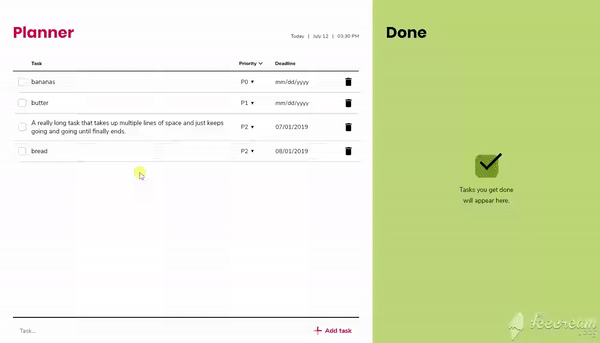 Planner
Today | July 12 | 03:30 PM
Task Priority Deadline
bananas P0 mm/dd/yyyy
butter P1 mm/dd/yyyy
A really long task that takes up multiple lines of space and just keeps
going and going until finally ends. P2 07/01/2019
bread P2 08/01/2019
Task...
Add task
Done
Tasks you get done
will appear here.
Icecream